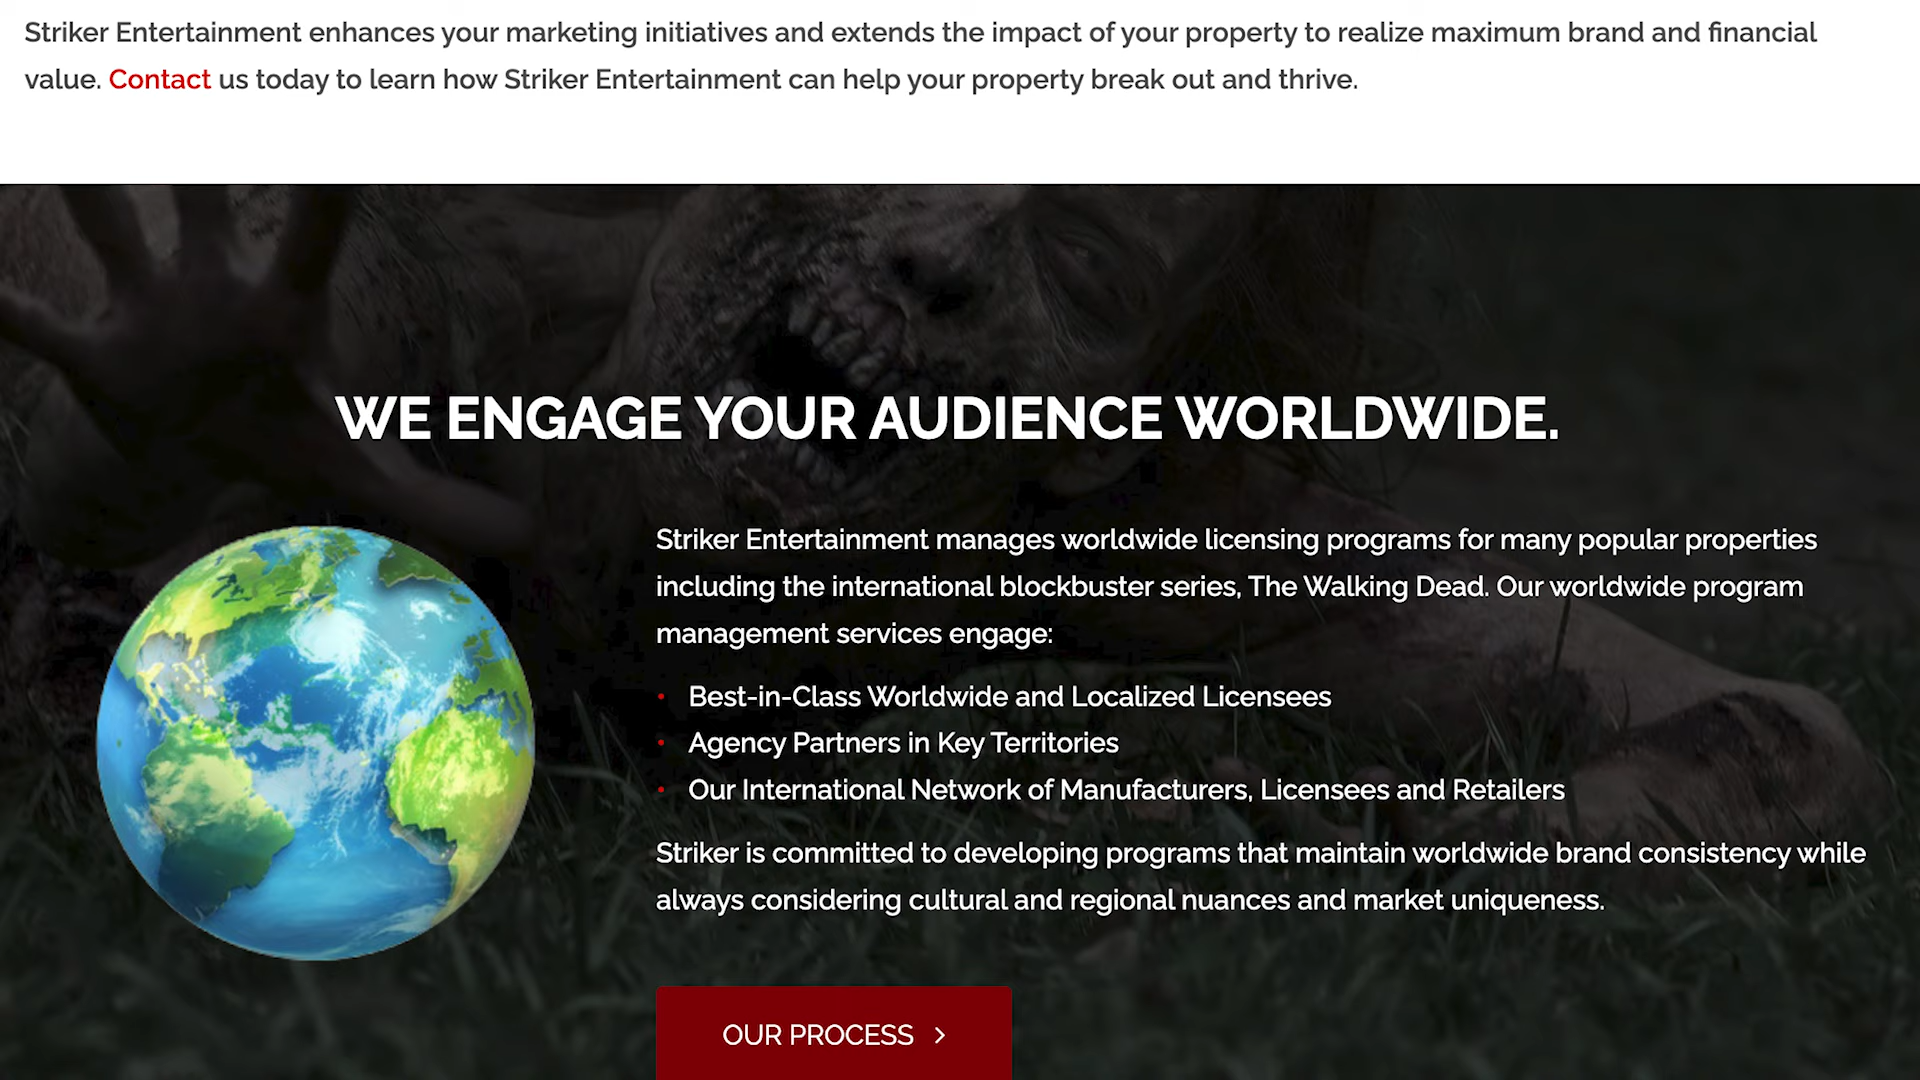 Striker Entertainment enhances your marketing initiatives and extends the impact of your property to realize maximum brand and financial
value. Contact us today to learn how Striker Entertainment can help your property break out and thrive.
WE ENGAGE YOUR AUDIENCE WORLDWIDE.
Striker Entertainment manages worldwide licensing programs for many popular properties
including the international blockbuster series, The Walking Dead. Our worldwide program
management services engage:
• Best-in-Class Worldwide and Localized Licensees
• Agency Partners in Key Territories
• Our International Network of Manufacturers, Licensees and Retailers
Striker is committed to developing programs that maintain worldwide brand consistency while
always considering cultural and regional nuances and market uniqueness.
OUR PROCESS >